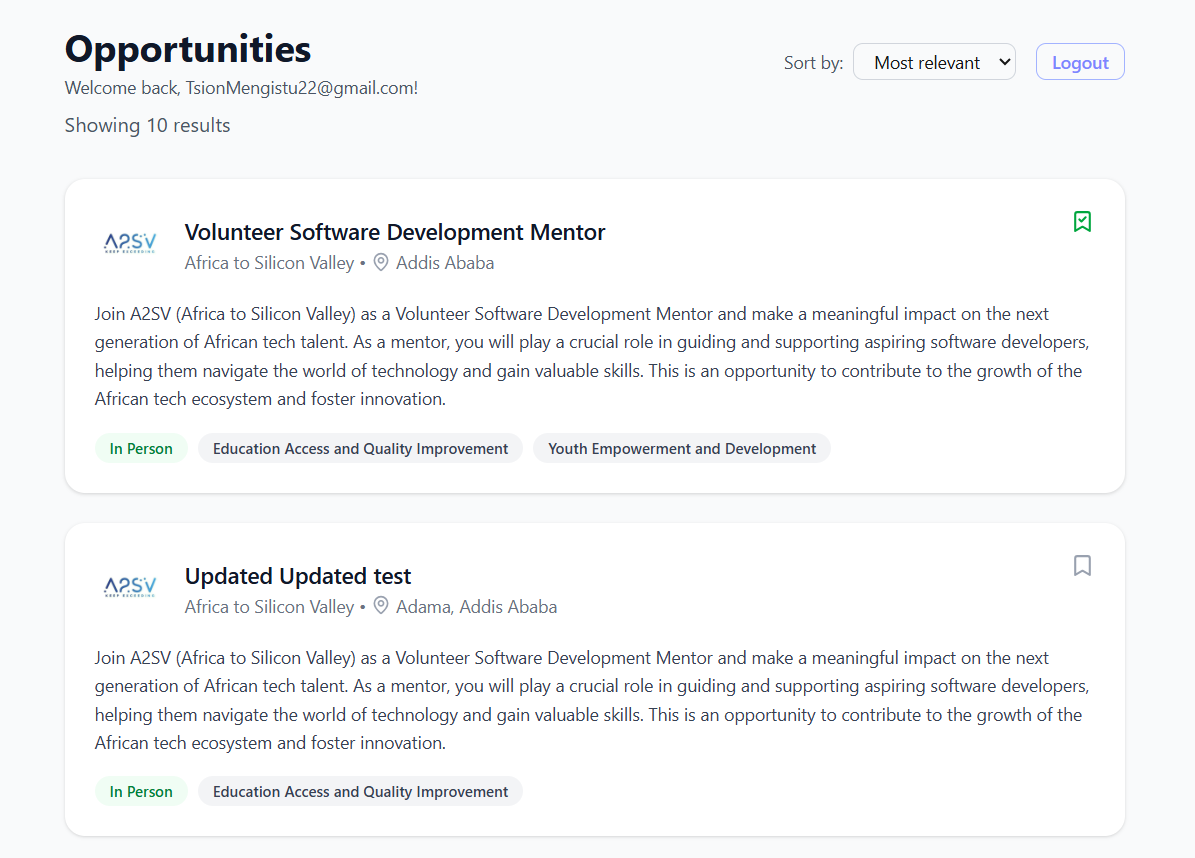 Opportunities
Welcome back, TsionMengistu22@gmail.com!
Showing 10 results
Sort by:
Most relevant
Logout
A2SV
KEEP EXCEEDING
Volunteer Software Development Mentor
Africa to Silicon Valley • Addis Ababa
Join A2SV (Africa to Silicon Valley) as a Volunteer Software Development Mentor and make a meaningful impact on the next
generation of African tech talent. As a mentor, you will play a crucial role in guiding and supporting aspiring software developers,
helping them navigate the world of technology and gain valuable skills. This is an opportunity to contribute to the growth of the
African tech ecosystem and foster innovation.
In Person
Education Access and Quality Improvement
Youth Empowerment and Development
A2SV
KEEP EXCEEDING
Updated Updated test
Africa to Silicon Valley • Adama, Addis Ababa
Join A2SV (Africa to Silicon Valley) as a Volunteer Software Development Mentor and make a meaningful impact on the next
generation of African tech talent. As a mentor, you will play a crucial role in guiding and supporting aspiring software developers,
helping them navigate the world of technology and gain valuable skills. This is an opportunity to contribute to the growth of the
African tech ecosystem and foster innovation.
In Person
Education Access and Quality Improvement